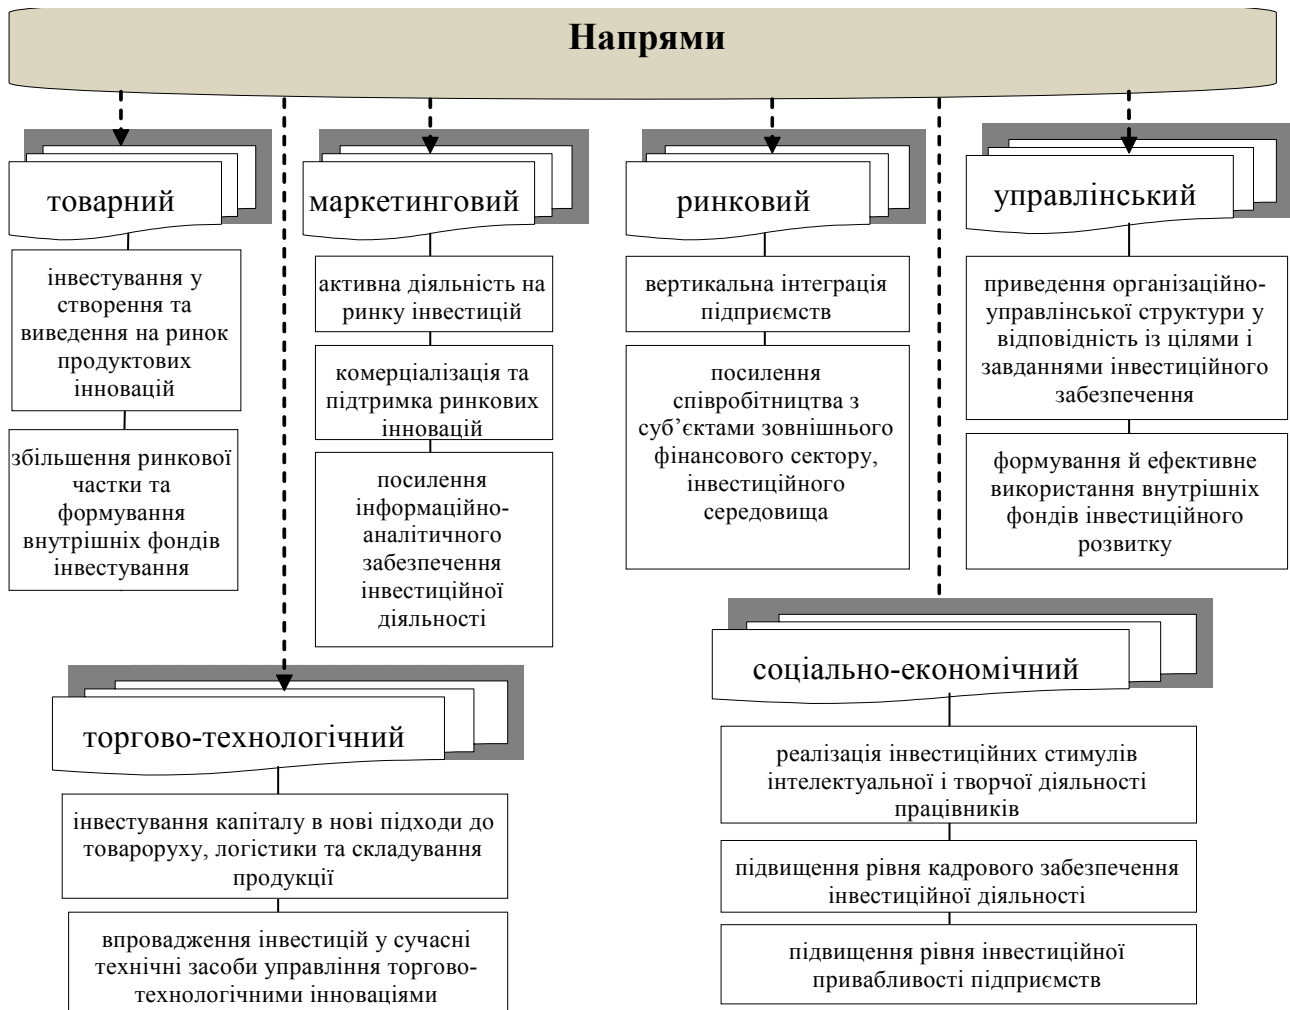 Напрями
товарний
інвестування у
створення та
виведення на ринок
продуктових
інновацій
збільшення ринкової
частки та
формування
внутрішніх фондів
інвестування
маркетинговий
активна діяльність на
ринку інвестицій
комерціалізація та
підтримка ринкових
інновацій
посилення
інформаційно-
аналітичного
забезпечення
інвестиційної
діяльності
ринковий
вертикальна інтеграція
підприємств
посилення
співробітництва з
суб’єктами зовнішнього
фінансового сектору,
інвестиційного
середовища
управлінський
приведення організаційно-
управлінської структури у
відповідність із цілями і
завданнями інвестиційного
забезпечення
формування й ефективне
використання внутрішніх
фондів інвестиційного
розвитку
торгово-технологічний
інвестування капіталу в нові підходи до
товароруху, логістики та складування
продукції
впровадження інвестицій у сучасні
технічні засоби управління торгово-
технологічними інноваціями
соціально-економічний
реалізація інвестиційних стимулів
інтелектуальної і творчої діяльності
працівників
підвищення рівня кадрового забезпечення
інвестиційної діяльності
підвищення рівня інвестиційної
привабливості підприємств